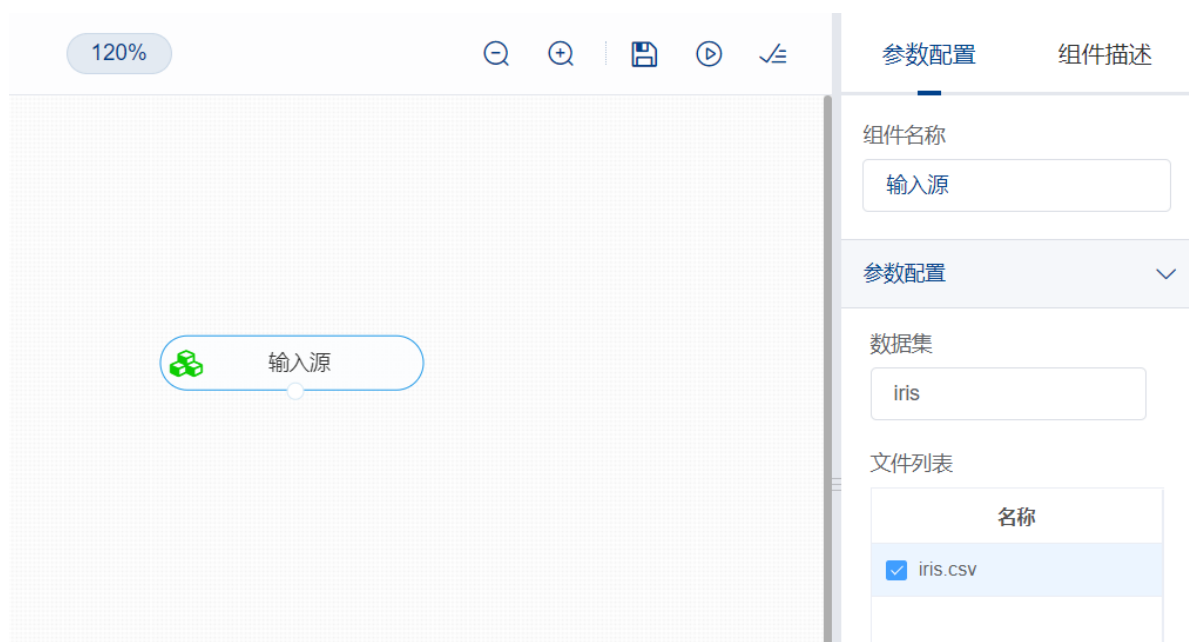 120%
参数配置
组件描述
组件名称
输入源
参数配置
输入源
数据集
iris
文件列表
名称
iris.csv